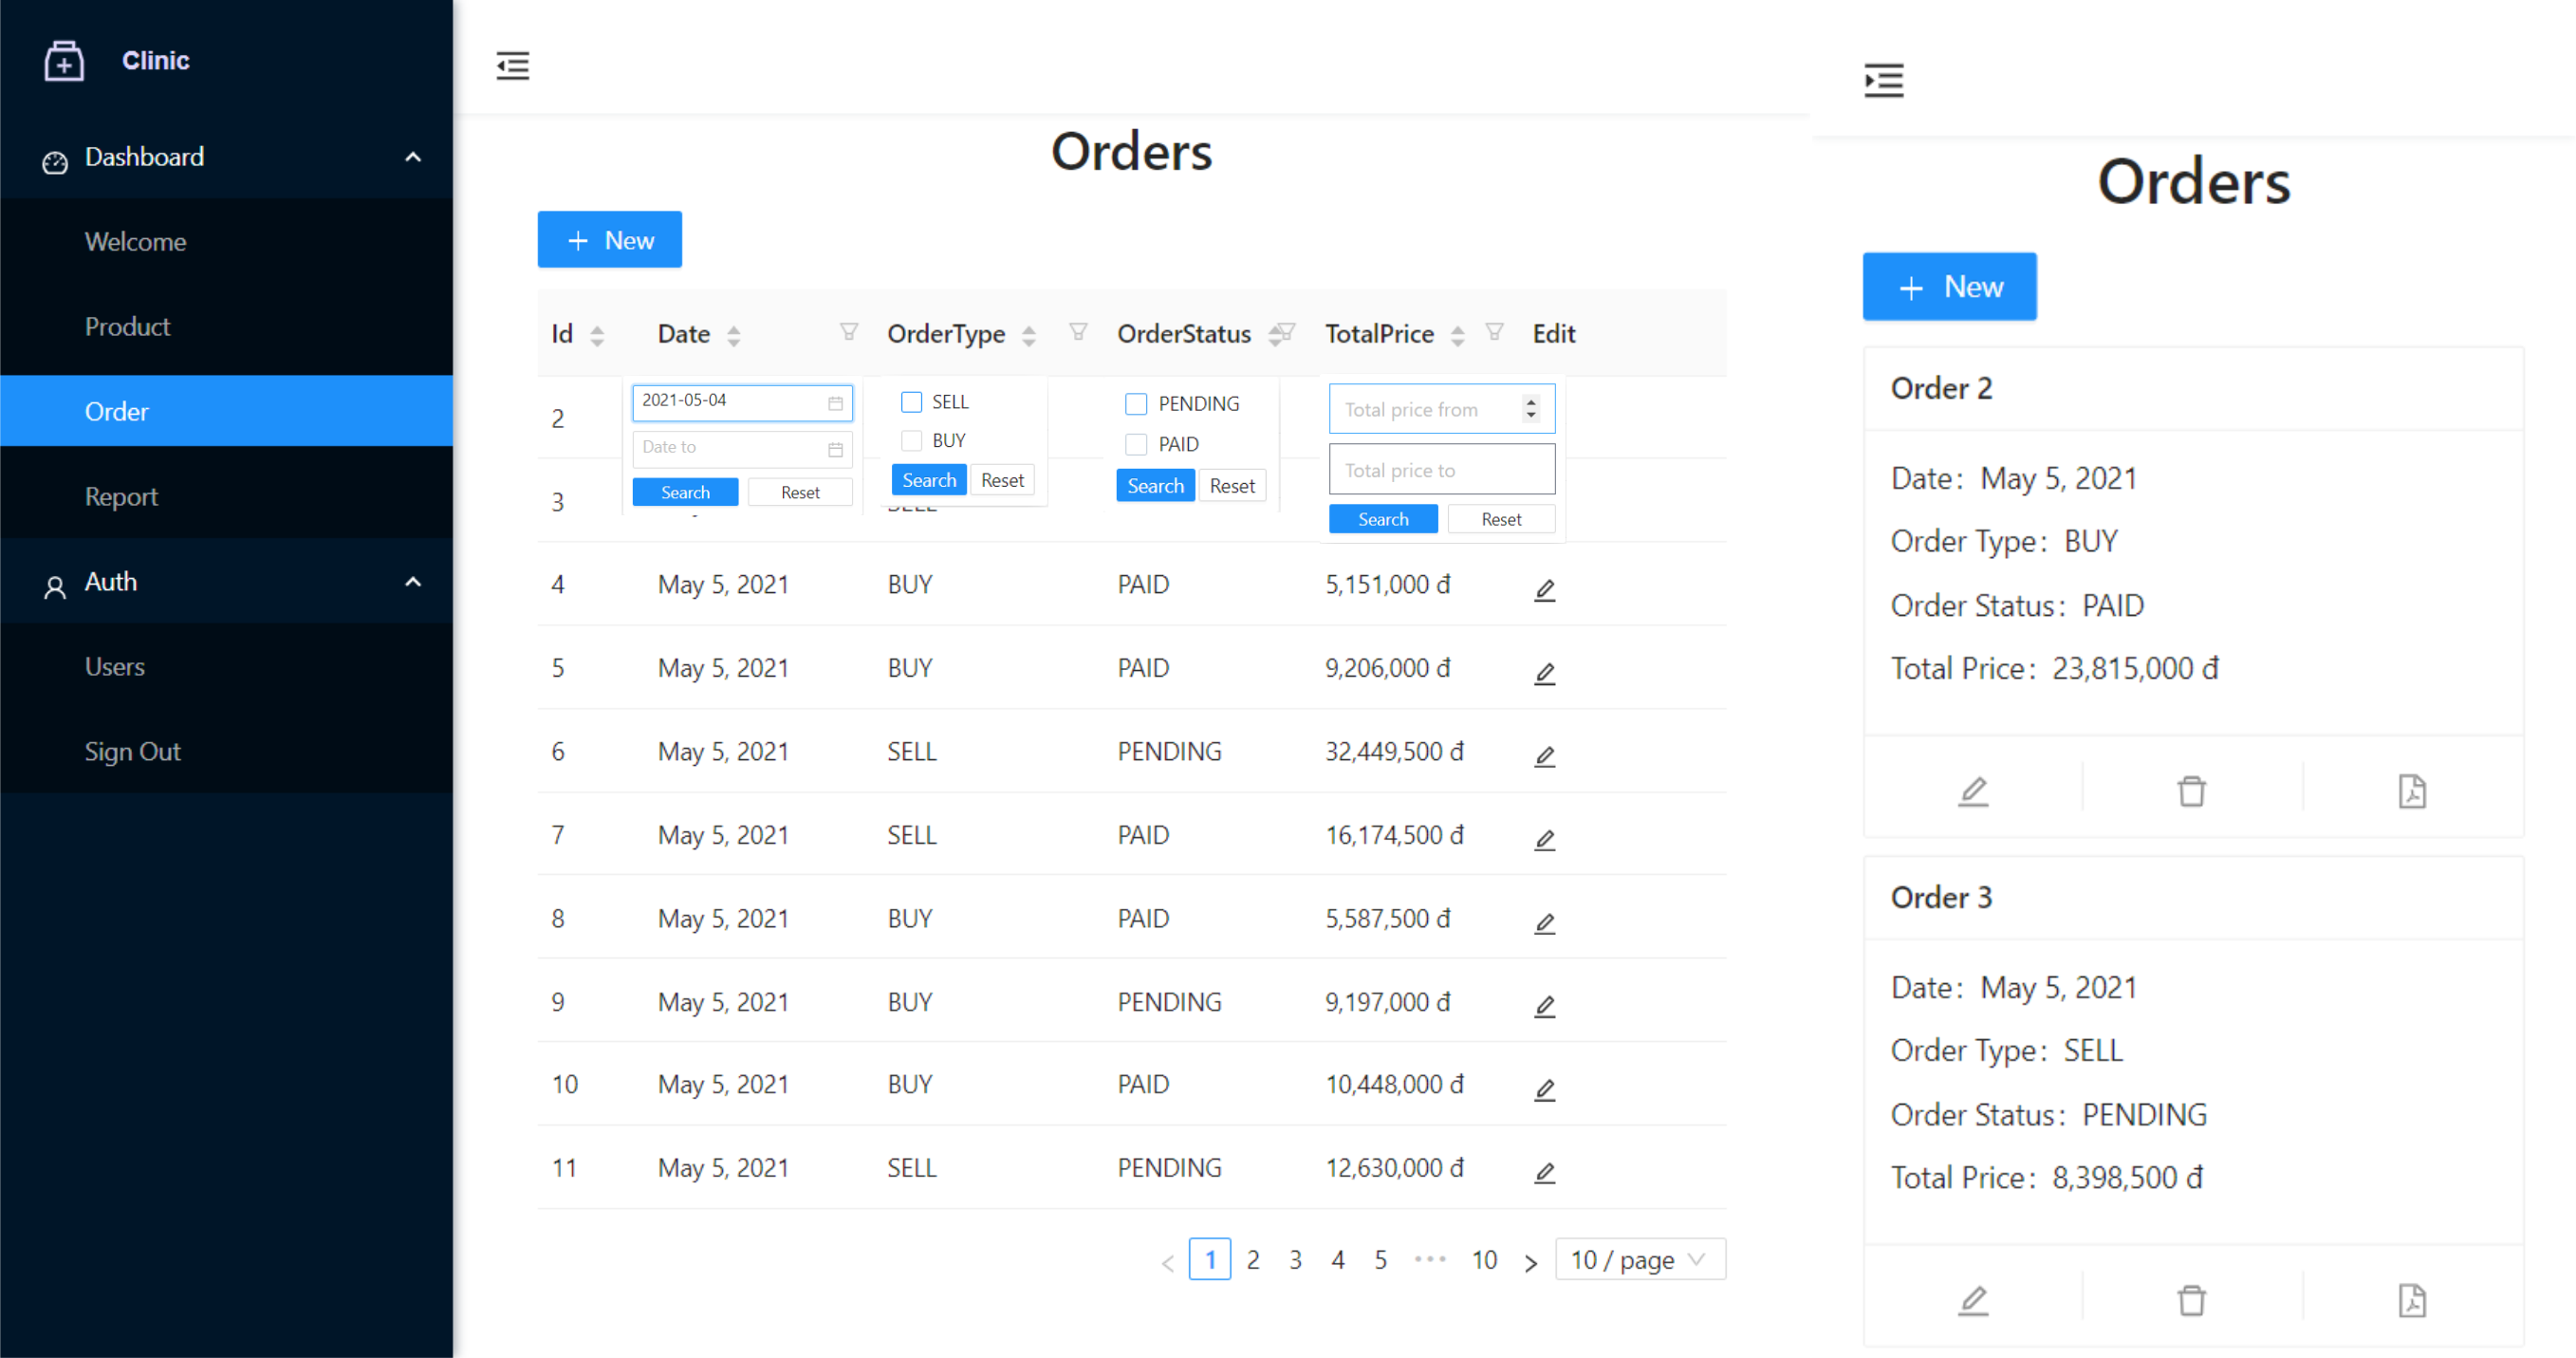 Clinic
Dashboard
Welcome
Product
Order
Report
Auth
Users
Sign Out
Orders
New
Id Date OrderType OrderStatus TotalPrice Edit
2
2021-05-04
Date to
Search Reset
SELL
BUY
Search Reset
PENDING
PAID
Search Reset
Total price from
Total price to
Search Reset
3
4 May 5, 2021 BUY PAID 5,151,000 đ
5 May 5, 2021 BUY PAID 9,206,000 đ
6 May 5, 2021 SELL PENDING 32,449,500 đ
7 May 5, 2021 SELL PAID 16,174,500 đ
8 May 5, 2021 BUY PAID 5,587,500 đ
9 May 5, 2021 BUY PENDING 9,197,000 đ
10 May 5, 2021 BUY PAID 10,448,000 đ
11 May 5, 2021 SELL PENDING 12,630,000 đ
< 1 2 3 4 5 ••• 10 > 10 / page
Orders
New
Order 2
Date: May 5, 2021
Order Type: BUY
Order Status: PAID
Total Price: 23,815,000 đ
Order 3
Date: May 5, 2021
Order Type: SELL
Order Status: PENDING
Total Price: 8,398,500 đ